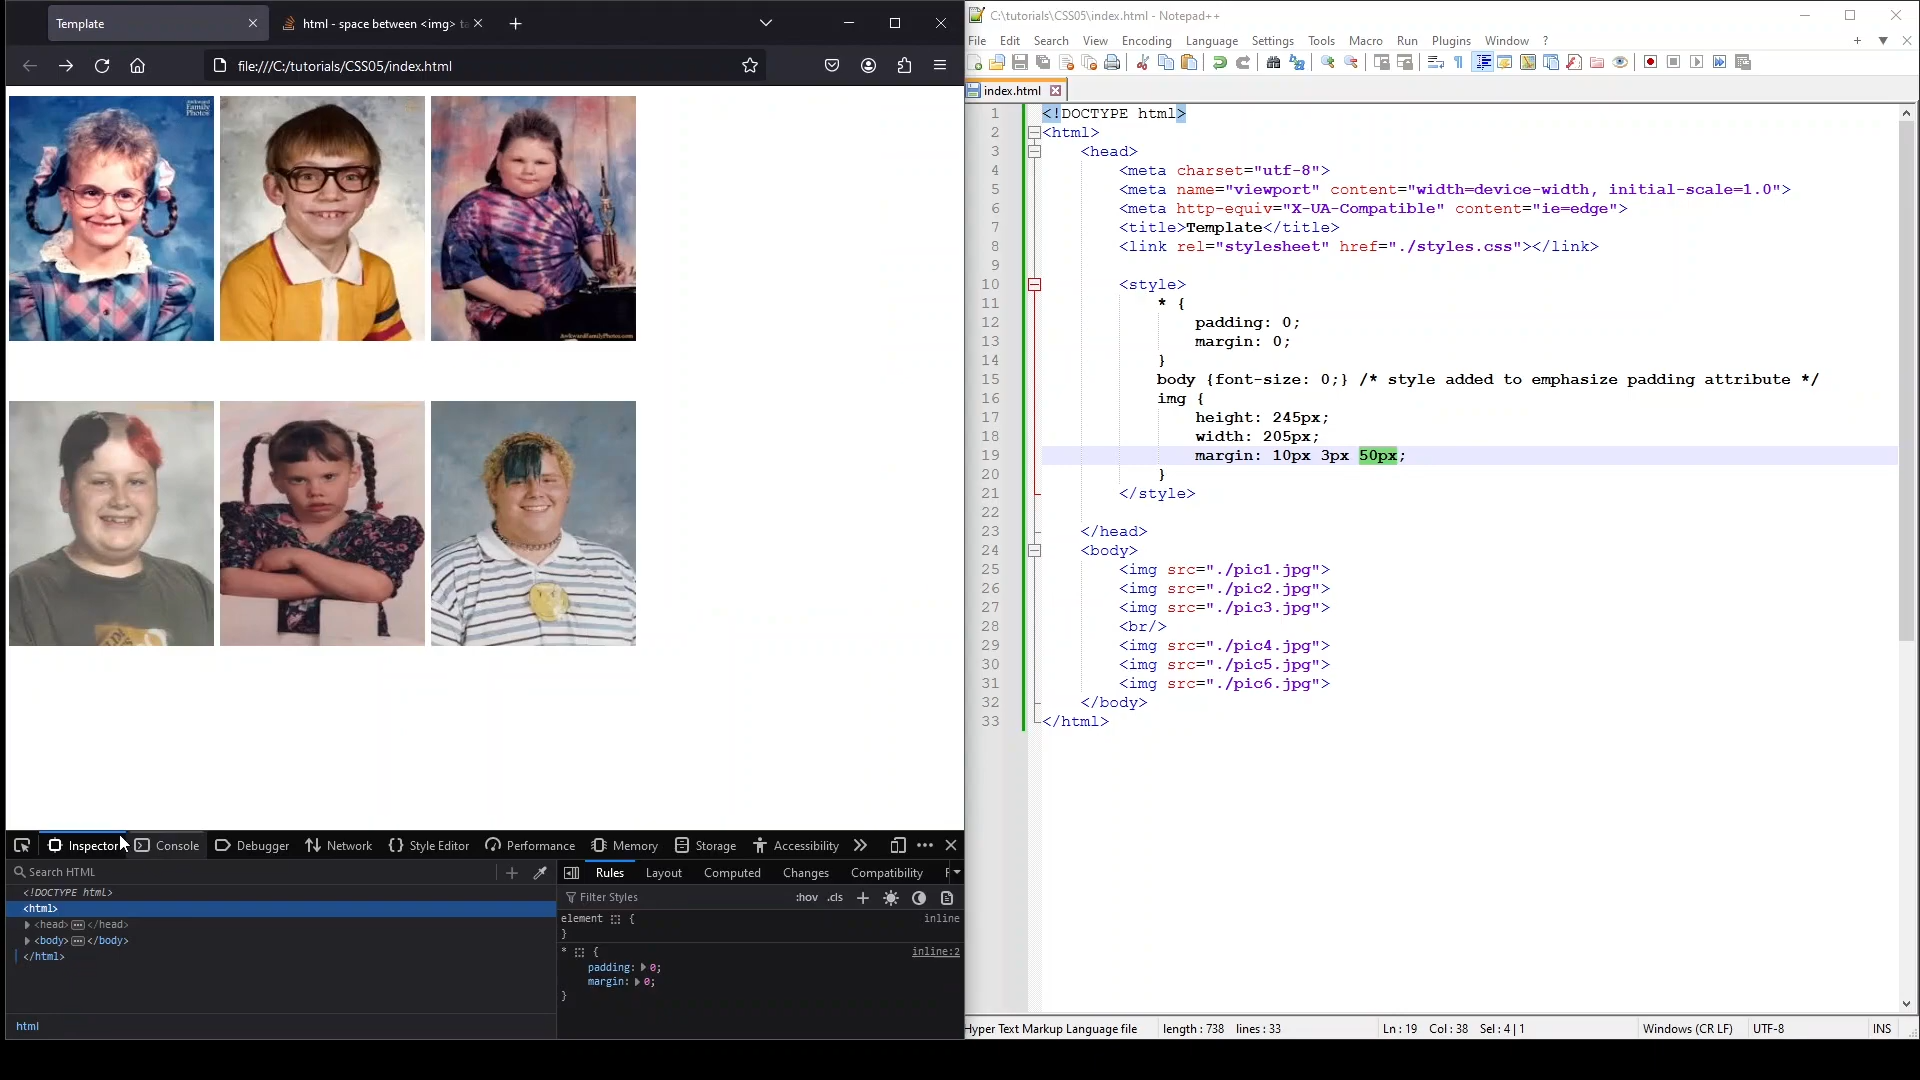 Template
html - space between <img> ta
file:///C:/tutorials/CSS05/index.html
Awkward
Family
Photos
AwkwardFamilyPhotos.com
Inspector
Console
Debugger
Network
Style Editor
Performance
Memory
Storage
Accessibility
Search HTML
<!DOCTYPE html>
<html>
<head> </head>
<body> </body>
</html>
html
Rules
Layout
Computed
Changes
Compatibility
Filter Styles
:hov
.cls
element {
inline
}
* {
inline:2
padding: 0;
margin: 0;
}
C:\tutorials\CSS05\index.html - Notepad++
File Edit Search View Encoding Language Settings Tools Macro Run Plugins Window ?
index.html
1 <!DOCTYPE html>
2 <html>
3 <head>
4 <meta charset="utf-8">
5 <meta name="viewport" content="width=device-width, initial-scale=1.0">
6 <meta http-equiv="X-UA-Compatible" content="ie=edge">
7 <title>Template</title>
8 <link rel="stylesheet" href="./styles.css"></link>
9
10 <style>
11 * {
12 padding: 0;
13 margin: 0;
14 }
15 body {font-size: 0;} /* style added to emphasize padding attribute */
16 img {
17 height: 245px;
18 width: 205px;
19 margin: 10px 3px 50px;
20 }
21 </style>
22
23 </head>
24 <body>
25 <img src="./pic1.jpg">
26 <img src="./pic2.jpg">
27 <img src="./pic3.jpg">
28 <br/>
29 <img src="./pic4.jpg">
30 <img src="./pic5.jpg">
31 <img src="./pic6.jpg">
32 </body>
33 </html>
Hyper Text Markup Language file
length : 738 lines : 33
Ln : 19 Col : 38 Sel : 4 | 1
Windows (CR LF)
UTF-8
INS